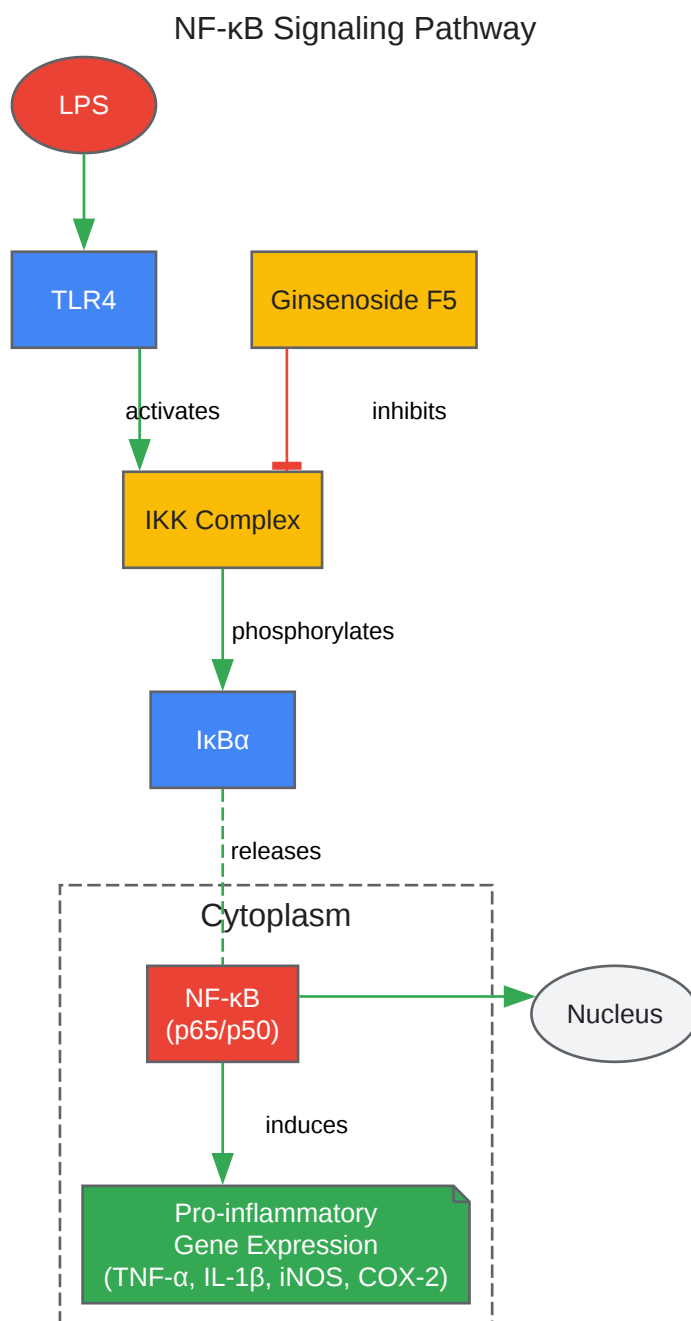 NF-κB Signaling Pathway
LPS
TLR4
Ginsenoside F5
activates
inhibits
IKK Complex
phosphorylates
IκBα
releases
Cytoplasm
NF-κB
(p65/p50)
Nucleus
induces
Pro-inflammatory
Gene Expression
(TNF-α, IL-1β, iNOS, COX-2)